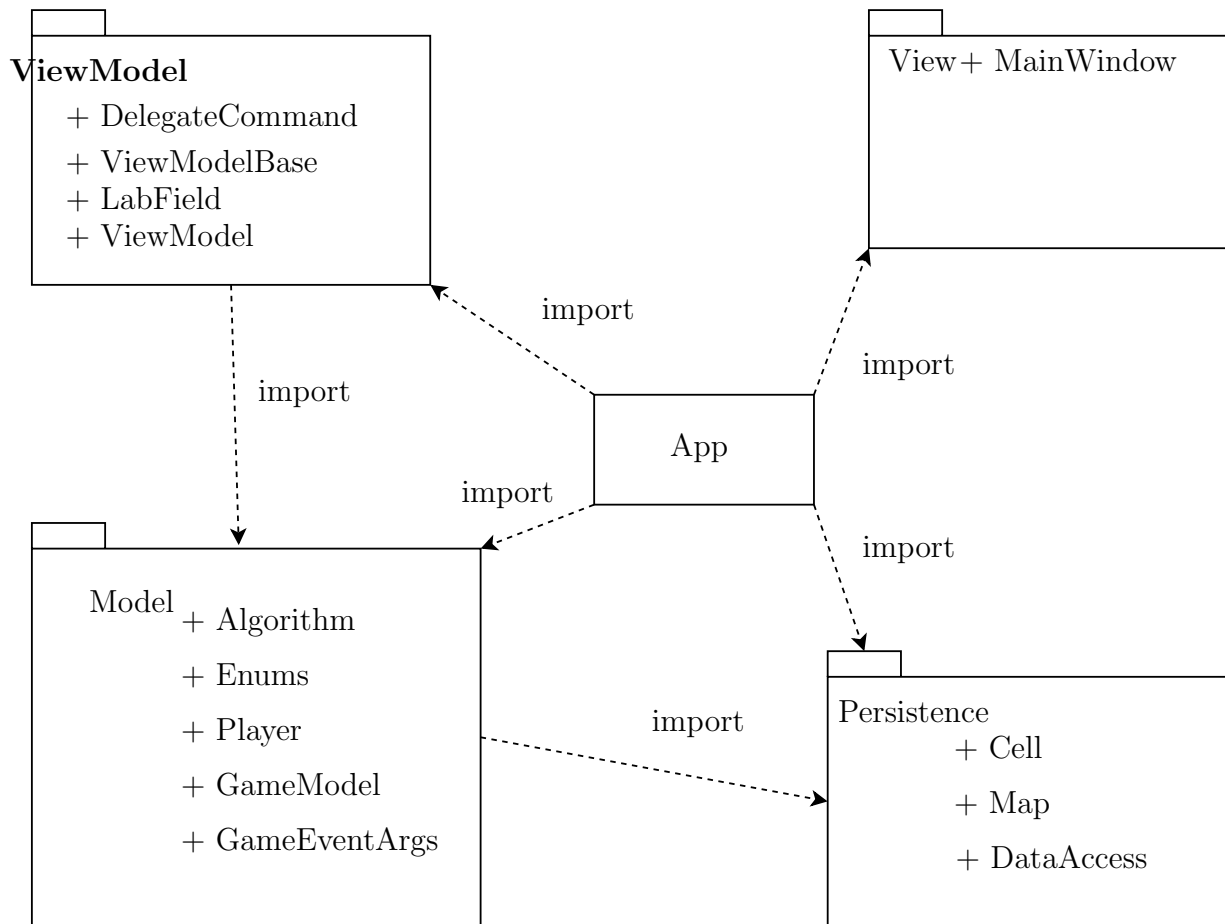 ViewModel
+ DelegateCommand
+ ViewModelBase
+ LabField
+ ViewModel
View+ MainWindow
import
import
import
App
import
import
Model
+ Algorithm
+ Enums
+ Player
+ GameModel
+ GameEventArgs
import
Persistence
+ Cell
+ Map
+ DataAccess